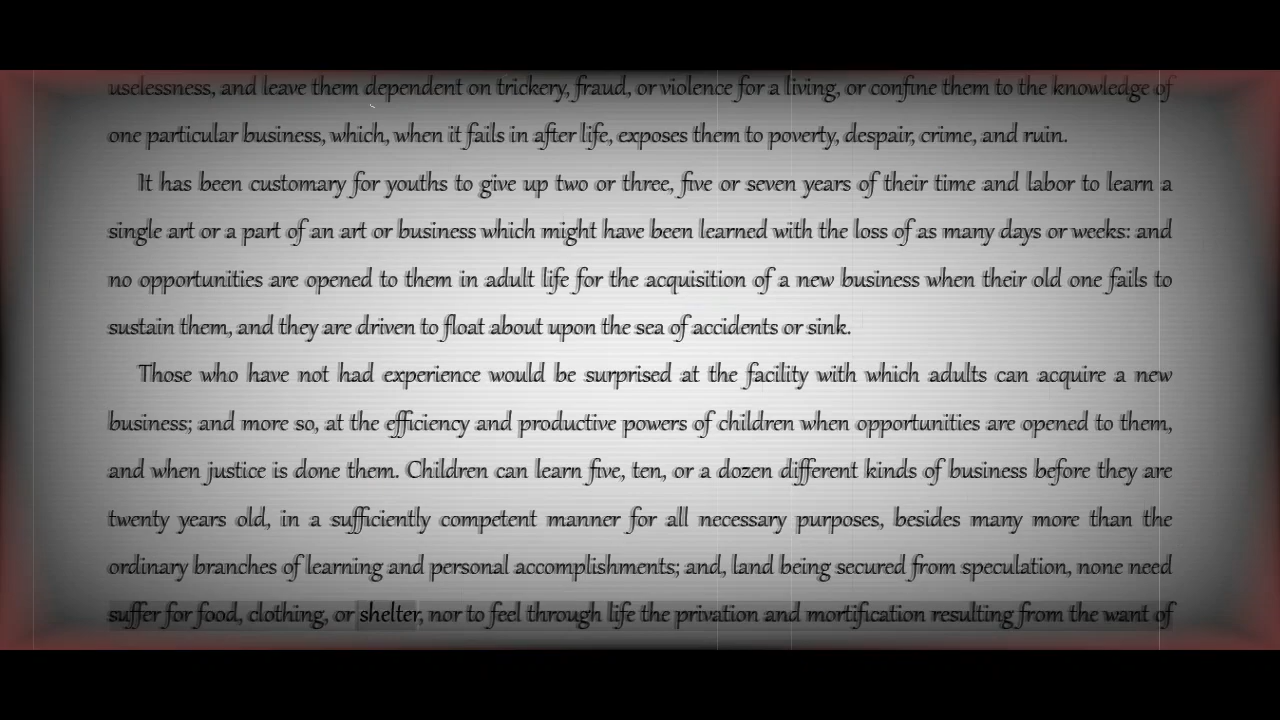 uselessness, and leave them dependent on trickery, fraud, or violence for a living, or confine them to the knowledge of
one particular business, which, when it fails in after life, exposes them to poverty, despair, crime, and ruin.
It has been customary for youths to give up two or three, five or seven years of their time and labor to learn a
single art or a part of an art or business which might have been learned with the loss of as many days or weeks: and
no opportunities are opened to them in adult life for the acquisition of a new business when their old one fails to
sustain them, and they are driven to float about upon the sea of accidents or sink.
Those who have not had experience would be surprised at the facility with which adults can acquire a new
business; and more so, at the efficiency and productive powers of children when opportunities are opened to them,
and when justice is done them. Children can learn five, ten, or a dozen different kinds of business before they are
twenty years old, in a sufficiently competent manner for all necessary purposes, besides many more than the
ordinary branches of learning and personal accomplishments; and, land being secured from speculation, none need
suffer for food, clothing, or shelter, nor to feel through life the privation and mortification resulting from the want of